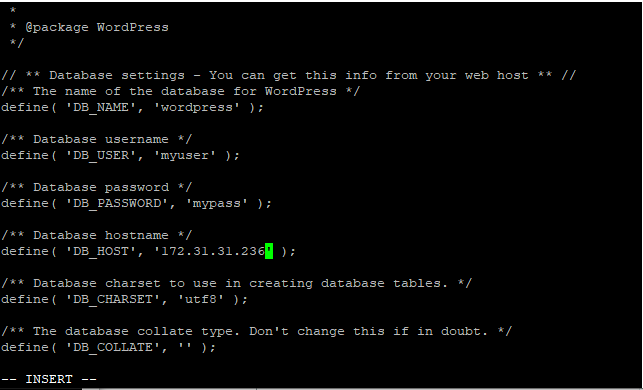 *
* @package WordPress
*/
// ** Database settings - You can get this info from your web host ** //
/** The name of the database for WordPress */
define( 'DB_NAME', 'wordpress' );
/** Database username */
define( 'DB_USER', 'myuser' );
/** Database password */
define( 'DB_PASSWORD', 'mypass' );
/** Database hostname */
define( 'DB_HOST', '172.31.31.236' );
/** Database charset to use in creating database tables. */
define( 'DB_CHARSET', 'utf8' );
/** The database collate type. Don't change this if in doubt. */
define( 'DB_COLLATE', '' );
-- INSERT --